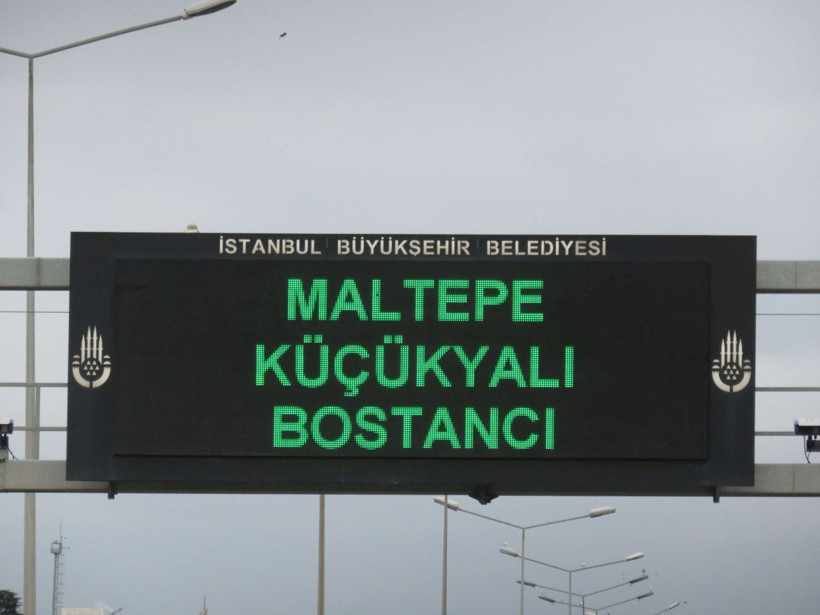 İSTANBUL BÜYÜKŞEHİR BELEDİYESİ
MALTEPE
KÜÇÜKYALI
BOSTANCI